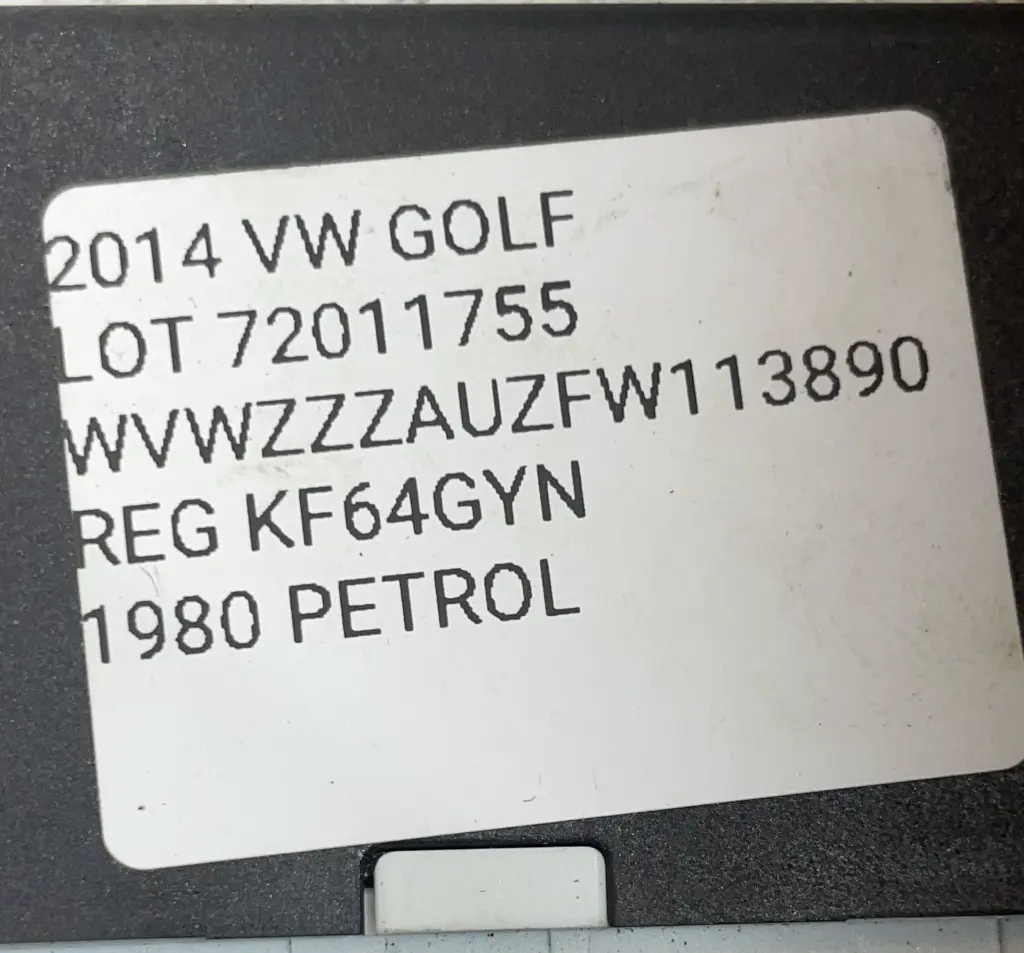 2014 VW GOLF
LOT 72011755
WVWZZZAUZFW113890
REG KF64GYN
1980 PETROL